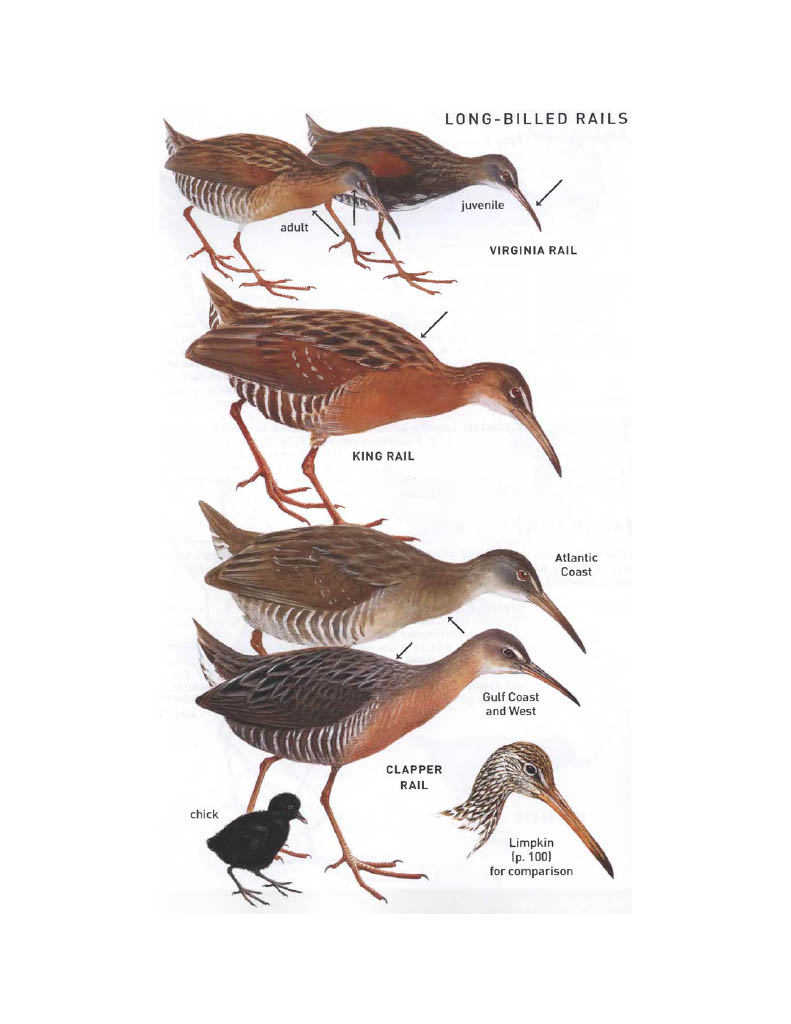 LONG-BILLED RAILS
juvenile
adult
VIRGINIA RAIL
KING RAIL
Atlantic
Coast
Gulf Coast
and West
CLAPPER
RAIL
chick
Limpkin
(p. 100)
for comparison